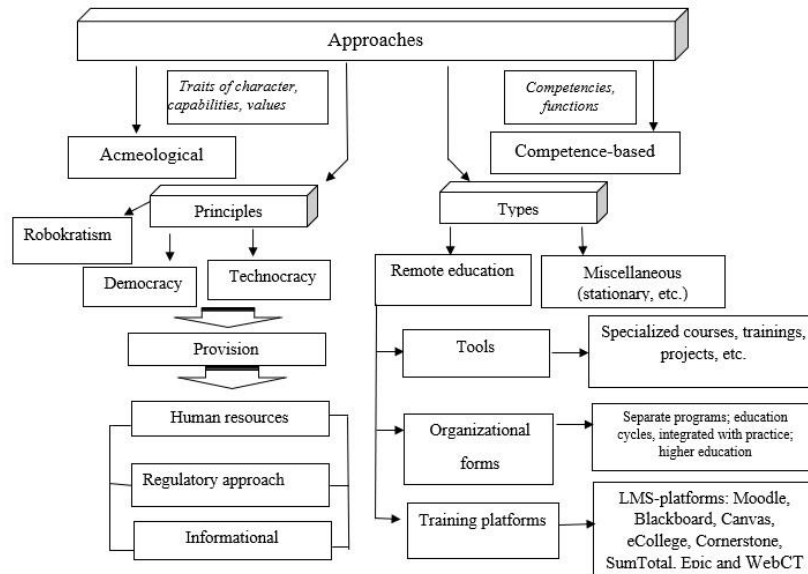 Approaches
Traits of character,
capabilities, values
Competencies,
functions
Acmeological
Competence-based
Principles
Types
Robokratism
Democracy
Technocracy
Remote education
Miscellaneous
(stationary, etc.)
Provision
Tools
Specialized courses, trainings,
projects, etc.
Human resources
Regulatory approach
Informational
Organizational
forms
Separate programs; education
cycles, integrated with practice;
higher education
Training platforms
LMS-platforms: Moodle,
Blackboard, Canvas,
eCollege, Cornerstone,
SumTotal, Epic and WebCT